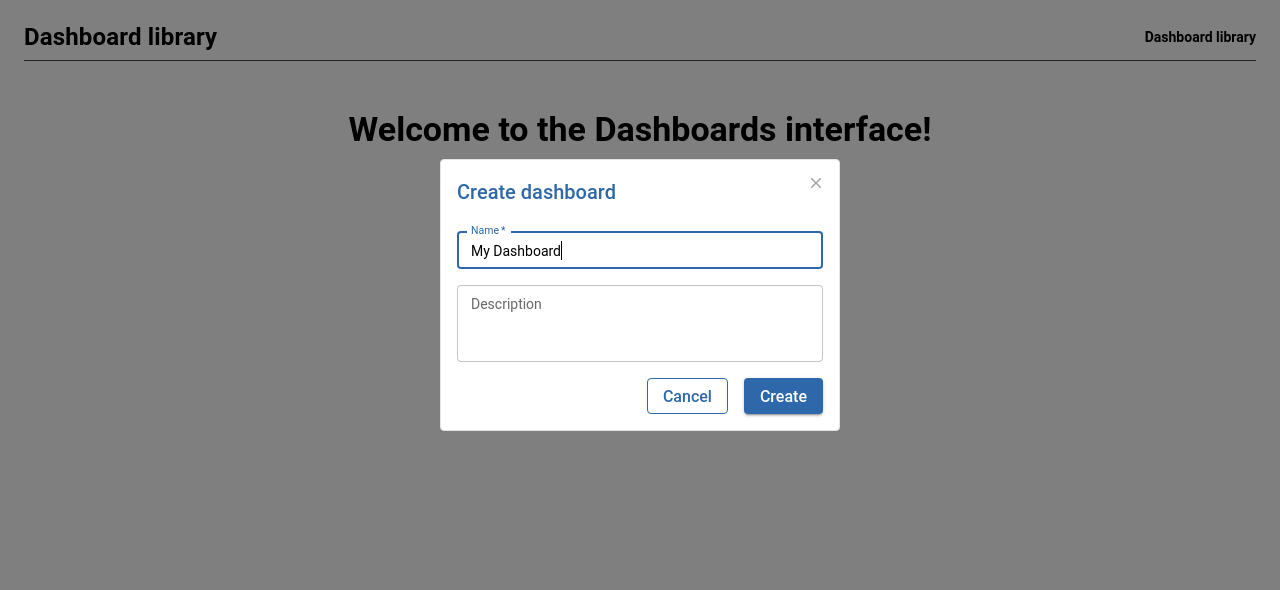 Dashboard library
Dashboard library
Welcome to the Dashboards interface!
Create dashboard
×
Name *
My Dashboard
Description
Cancel
Create